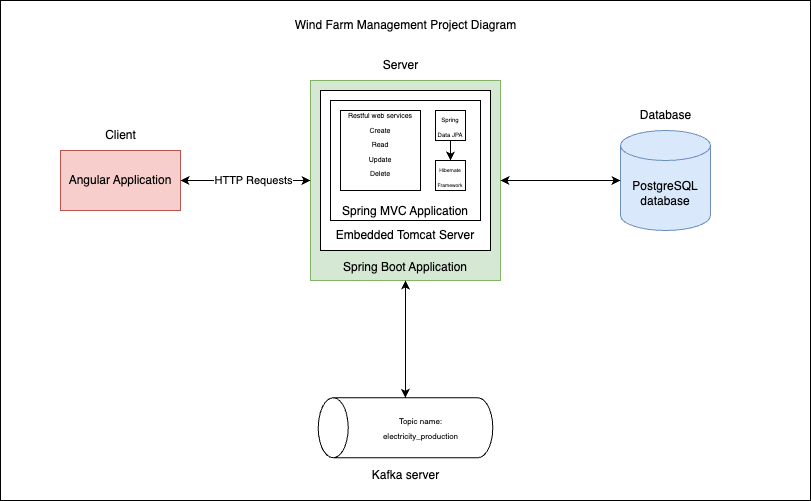 Wind Farm Management Project Diagram
Server
Client
Database
Restful web services
Create
Read
Update
Delete
Spring
Data JPA
Hibernate
Framework
Angular Application
HTTP Requests
PostgreSQL
database
Spring MVC Application
Embedded Tomcat Server
Spring Boot Application
Topic name:
electricity_production
Kafka server